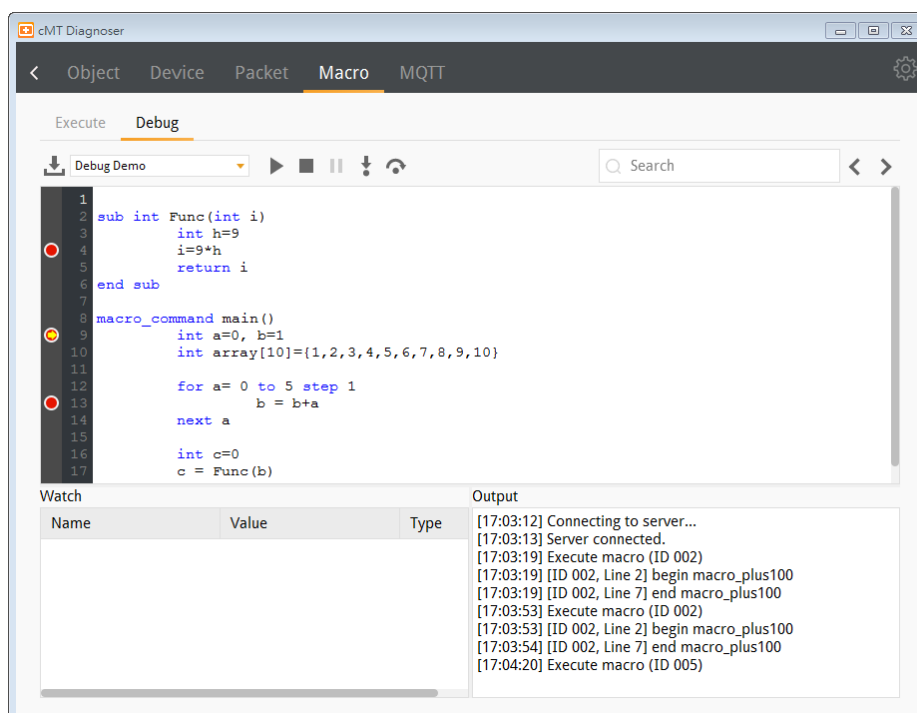 cMT Diagnoser
Object Device Packet Macro MQTT
Execute Debug
Debug Demo Search
1
2 sub int Func(int i)
3 int h=9
4 i=9*h
5 return i
6 end sub
7
8 macro_command main()
9 int a=0, b=1
10 int array[10]={1,2,3,4,5,6,7,8,9,10}
11
12 for a= 0 to 5 step 1
13 b = b+a
14 next a
15
16 int c=0
17 c = Func(b)
Watch Output
Name Value Type
[17:03:12] Connecting to server...
[17:03:13] Server connected.
[17:03:19] Execute macro (ID 002)
[17:03:19] [ID 002, Line 2] begin macro_plus100
[17:03:19] [ID 002, Line 7] end macro_plus100
[17:03:53] Execute macro (ID 002)
[17:03:53] [ID 002, Line 2] begin macro_plus100
[17:03:54] [ID 002, Line 7] end macro_plus100
[17:04:20] Execute macro (ID 005)